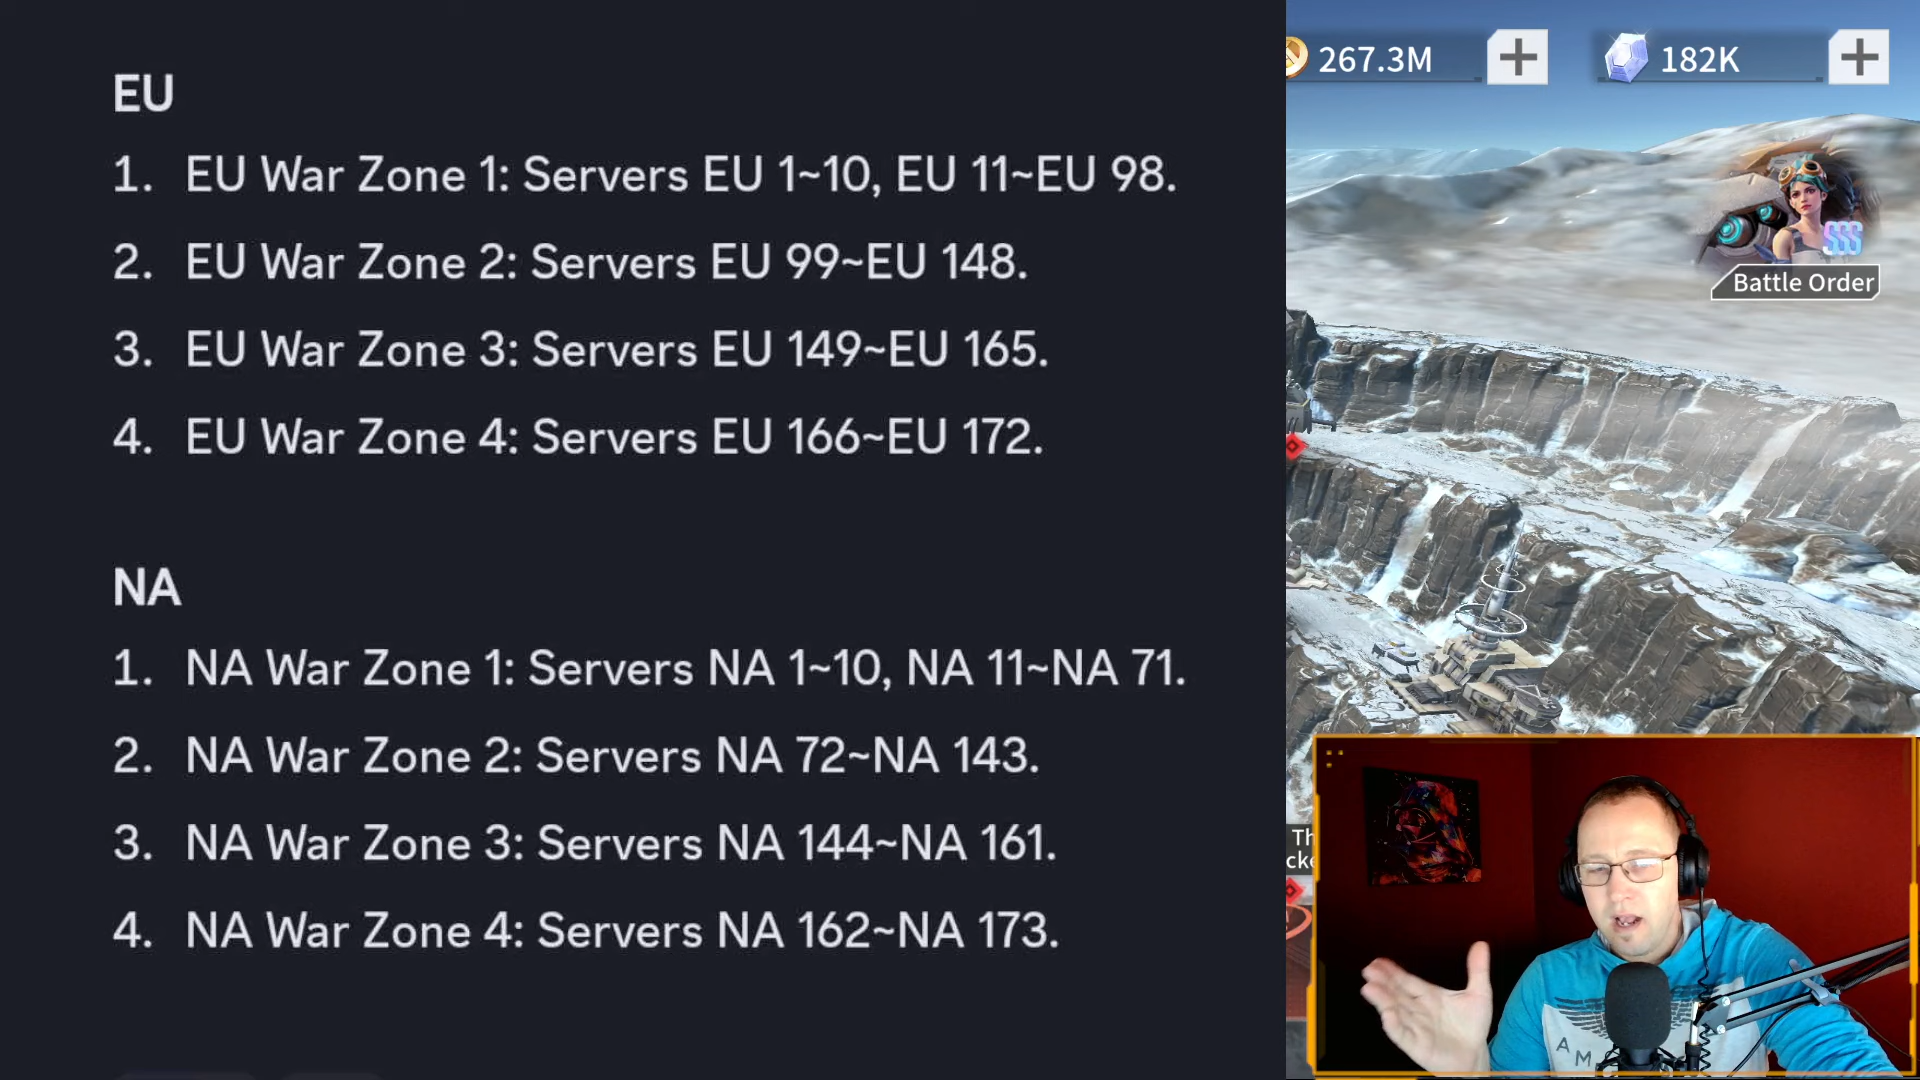 EU
1. EU War Zone 1: Servers EU 1~10, EU 11~EU 98.
2. EU War Zone 2: Servers EU 99~EU 148.
3. EU War Zone 3: Servers EU 149~EU 165.
4. EU War Zone 4: Servers EU 166~EU 172.
NA
1. NA War Zone 1: Servers NA 1~10, NA 11~NA 71.
2. NA War Zone 2: Servers NA 72~NA 143.
3. NA War Zone 3: Servers NA 144~NA 161.
4. NA War Zone 4: Servers NA 162~NA 173.
267.3M
182K
SSS
Battle Order